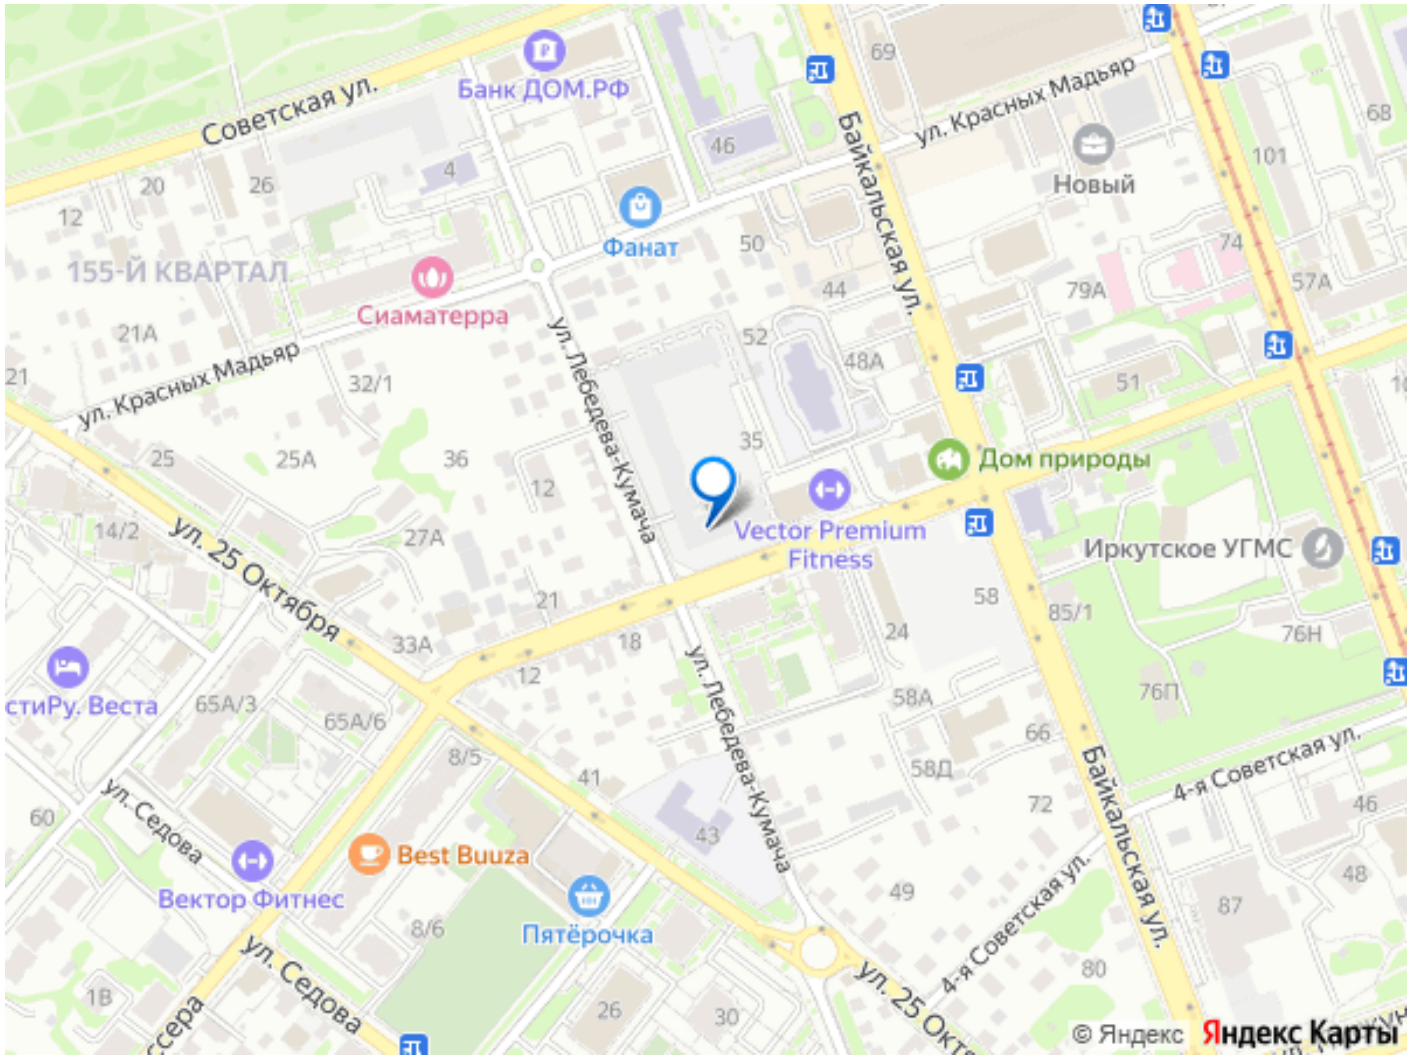 69
Банк ДОМ.РФ
Советская ул.
ул. Красных Мадьяр
68
Байкальская ул.
46
Новый
101
4
20
26
12
Фанат
50
74
155-Й КВАРТАЛ
57А
79А
44
Сиаматерра
21А
52
48А
ул. Лебедева-Кумача
21
ул. Красных Мадьяр
32/1
51
35
25
25А
36
Дом природы
12
14/2
ул. 25 Октября
27А
Vector Premium
Fitness
Иркутское УГМС
21
58
85/1
33А
18
24
76Н
12
стиРу. Веста
65А/3
65А/6
58А
76П
ул. Лебедева-Кумача
66
8/5
41
58Д
Байкальская ул.
4-я Советская ул.
72
46
60
ул. Седова
43
Best Buuza
48
Вектор Фитнес
49
87
4-я Советская ул.
8/6
Пятёрочка
ул. Седова
80
1В
26
30
ул. 25 Октя
ссера
© Яндекс
Яндекс Карты